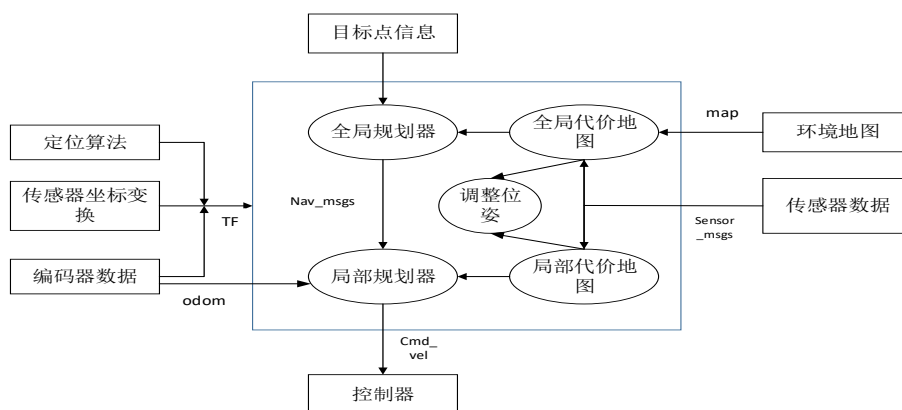 目标点信息
全局规划器
全局代价地
图
map
环境地图
定位算法
传感器坐标变
换
TF
Nav_msgs
调整位
姿
Sensor
_msgs
传感器数据
编码器数据
odom
局部规划器
局部代价地
图
Cmd_
vel
控制器